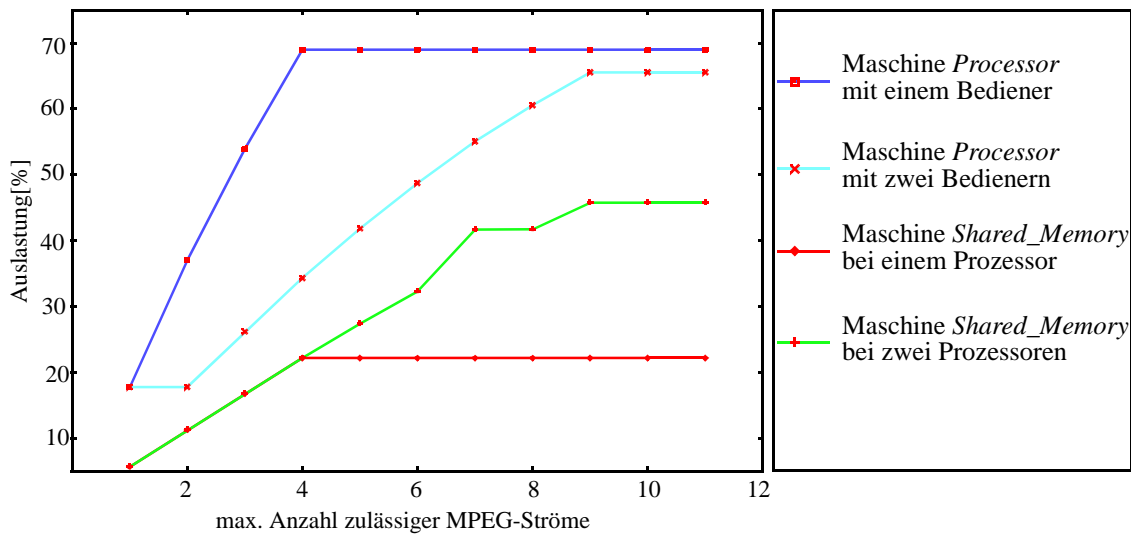 70
60
50
40
30
20
10
Auslastung[%]
2 4 6 8 10 12
max. Anzahl zulässiger MPEG-Ströme
Maschine Processor
mit einem Bediener
Maschine Processor
mit zwei Bedienern
Maschine Shared_Memory
bei einem Prozessor
Maschine Shared_Memory
bei zwei Prozessoren